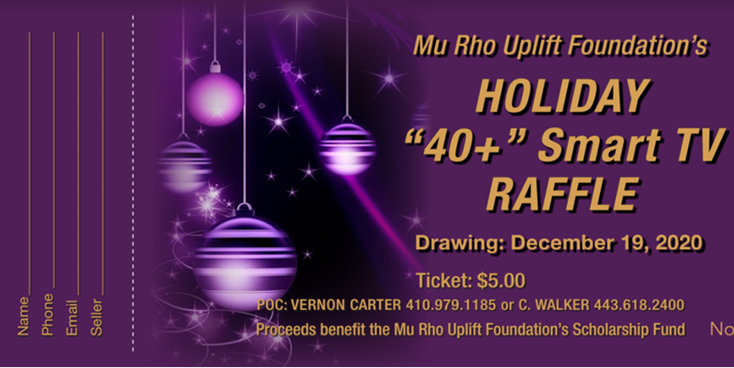 Name
Phone
Email
Seller
Mu Rho Uplift Foundation's
HOLIDAY
“40+” Smart TV
RAFFLE
Drawing: December 19, 2020
Ticket: $5.00
POC: VERNON CARTER 410.979.1185 or C. WALKER 443.618.2400
Proceeds benefit the Mu Rho Uplift Foundation's Scholarship Fund
No